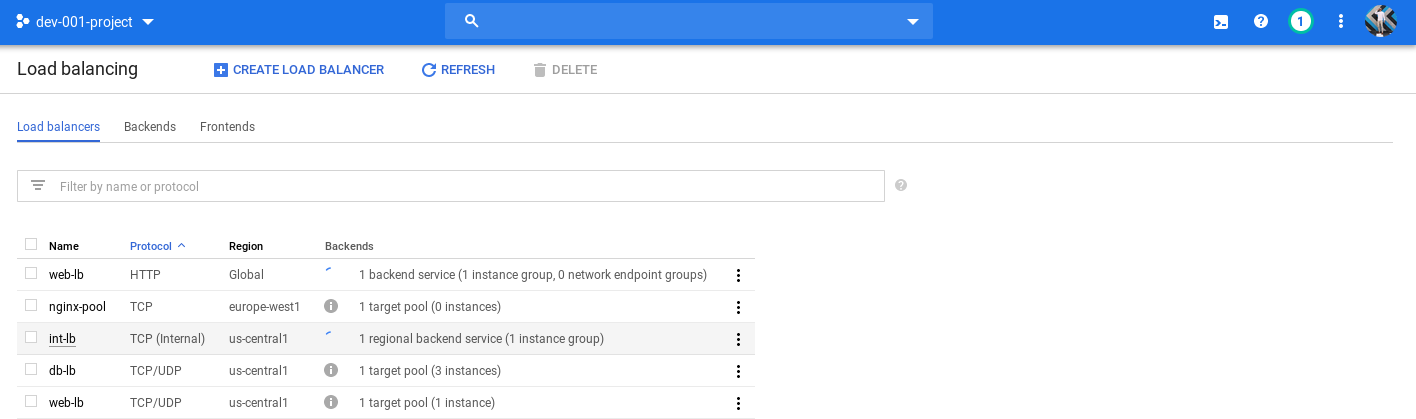 dev-001-project
1
Load balancing CREATE LOAD BALANCER REFRESH DELETE
Load balancers Backends Frontends
Filter by name or protocol
Name Protocol Region Backends
web-lb HTTP Global 1 backend service (1 instance group, 0 network endpoint groups)
nginx-pool TCP europe-west1 1 target pool (0 instances)
int-lb TCP (Internal) us-central1 1 regional backend service (1 instance group)
db-lb TCP/UDP us-central1 1 target pool (3 instances)
web-lb TCP/UDP us-central1 1 target pool (1 instance)